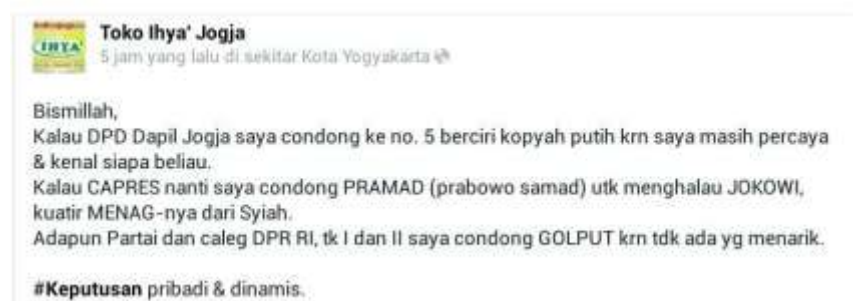 IHYA'
Toko Ihya' Jogja
5 jam yang lalu di sekitar Kota Yogyakarta
Bismillah,
Kalau DPD Dapil Jogja saya condong ke no. 5 berciri kopyah putih krn saya masih percaya
& kenal siapa beliau.
Kalau CAPRES nanti saya condong PRAMAD (prabowo samad) utk menghalau JOKOWI,
kuatir MENAG-nya dari Syiah.
Adapun Partai dan caleg DPR RI, tk I dan II saya condong GOLPUT krn tdk ada yg menarik.
#Keputusan pribadi & dinamis.